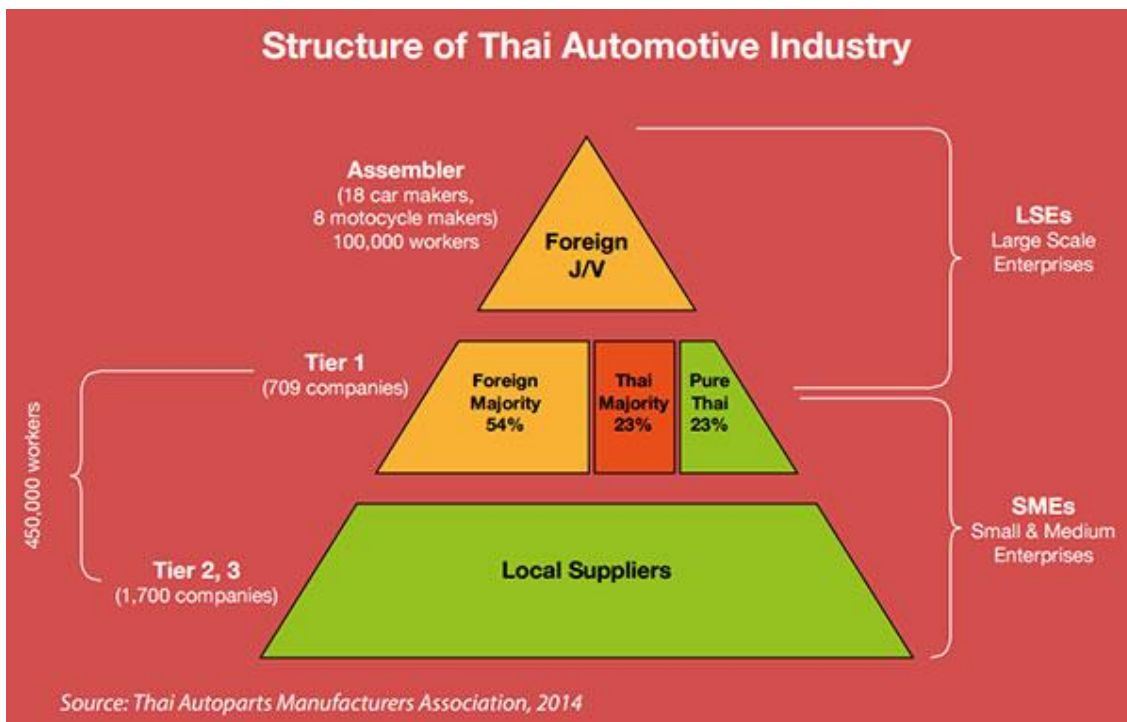 Structure of Thai Automotive Industry
Assembler
(18 car makers,
8 motocycle makers)
100,000 workers
Foreign
J/V
LSEs
Large Scale
Enterprises
Tier 1
(709 companies)
Foreign
Majority
54%
Thai
Majority
23%
Pure
Thai
23%
450,000 workers
SMEs
Small & Medium
Enterprises
Tier 2, 3
(1,700 companies)
Local Suppliers
Source: Thai Autoparts Manufacturers Association, 2014